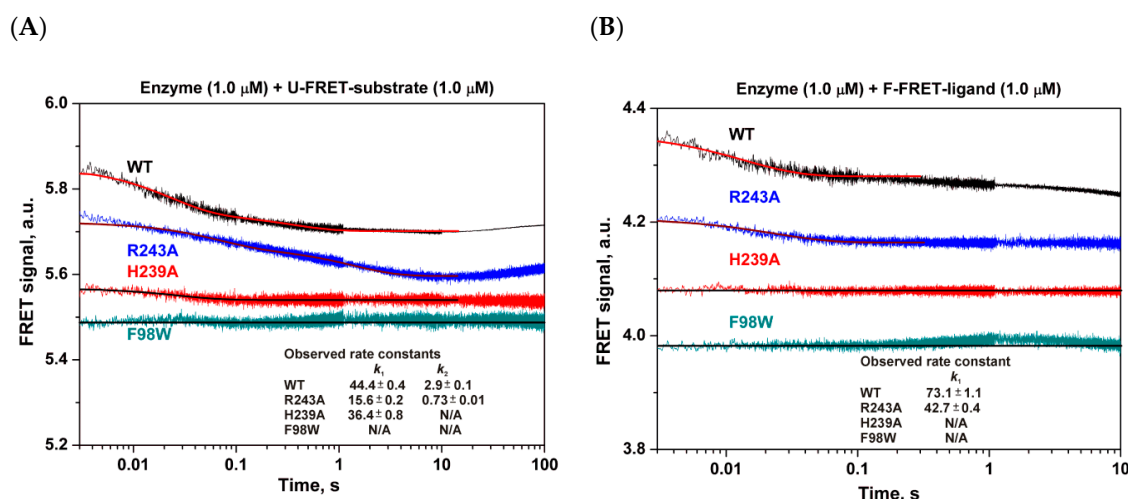 (A)
Enzyme (1.0 μM) + U-FRET-substrate (1.0 μM)
FRET signal, a.u.
6.0
5.8
5.6
5.4
5.2
WT
R243A
H239A
F98W
Observed rate constants
k₁ k₂
WT 44.4 ± 0.4 2.9 ± 0.1
R243A 15.6 ± 0.2 0.73 ± 0.01
H239A 36.4 ± 0.8 N/A
F98W N/A N/A
0.01 0.1 1 10 100
Time, s
(B)
Enzyme (1.0 μM) + F-FRET-ligand (1.0 μM)
FRET signal, a.u.
4.4
4.2
4.0
3.8
WT
R243A
H239A
F98W
Observed rate constant
k₁
WT 73.1 ± 1.1
R243A 42.7 ± 0.4
H239A N/A
F98W N/A
0.01 0.1 1 10
Time, s